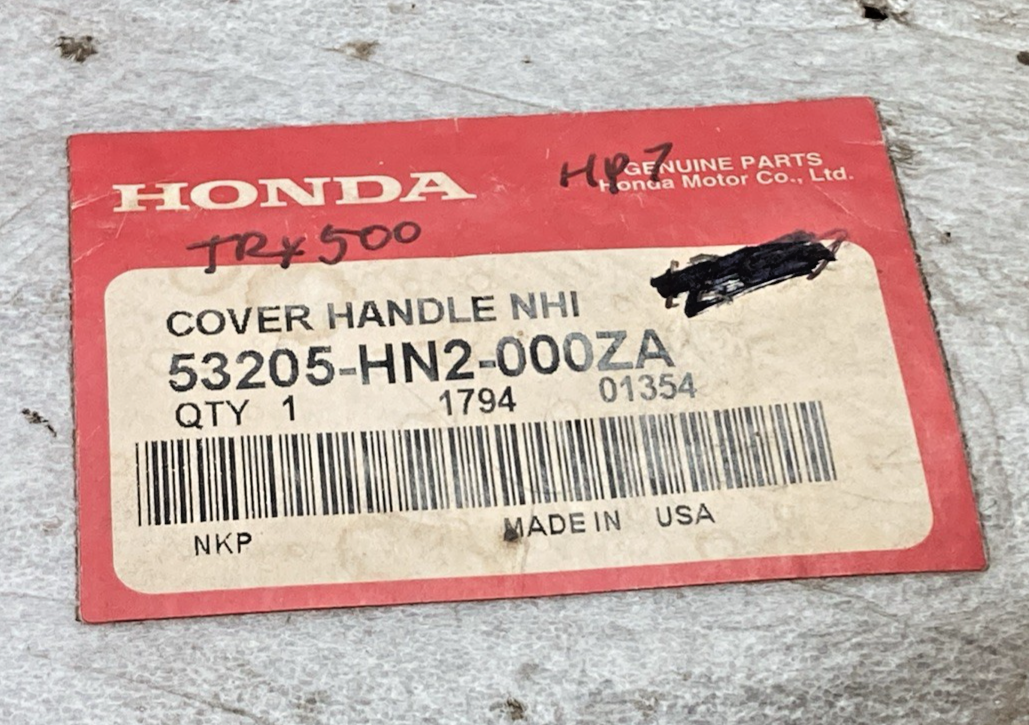 HONDA
GENUINE PARTS
Honda Motor Co., Ltd.
TRX500
COVER HANDLE NHI
53205-HN2-000ZA
QTY 1 1794 01354
NKP MADE IN USA